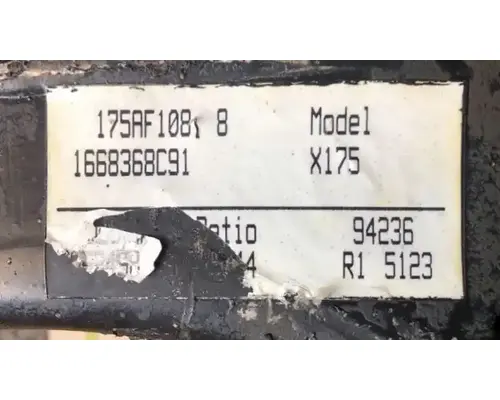 175AF108 8 Model
1668368C91 X175
Ratio 94236
R1 5123